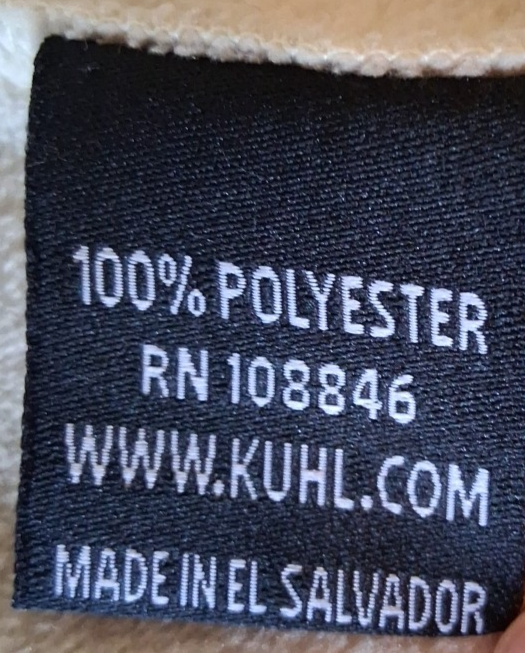 100% POLYESTER
RN 108846
WWW.KUHL.COM
MADE IN EL SALVADOR